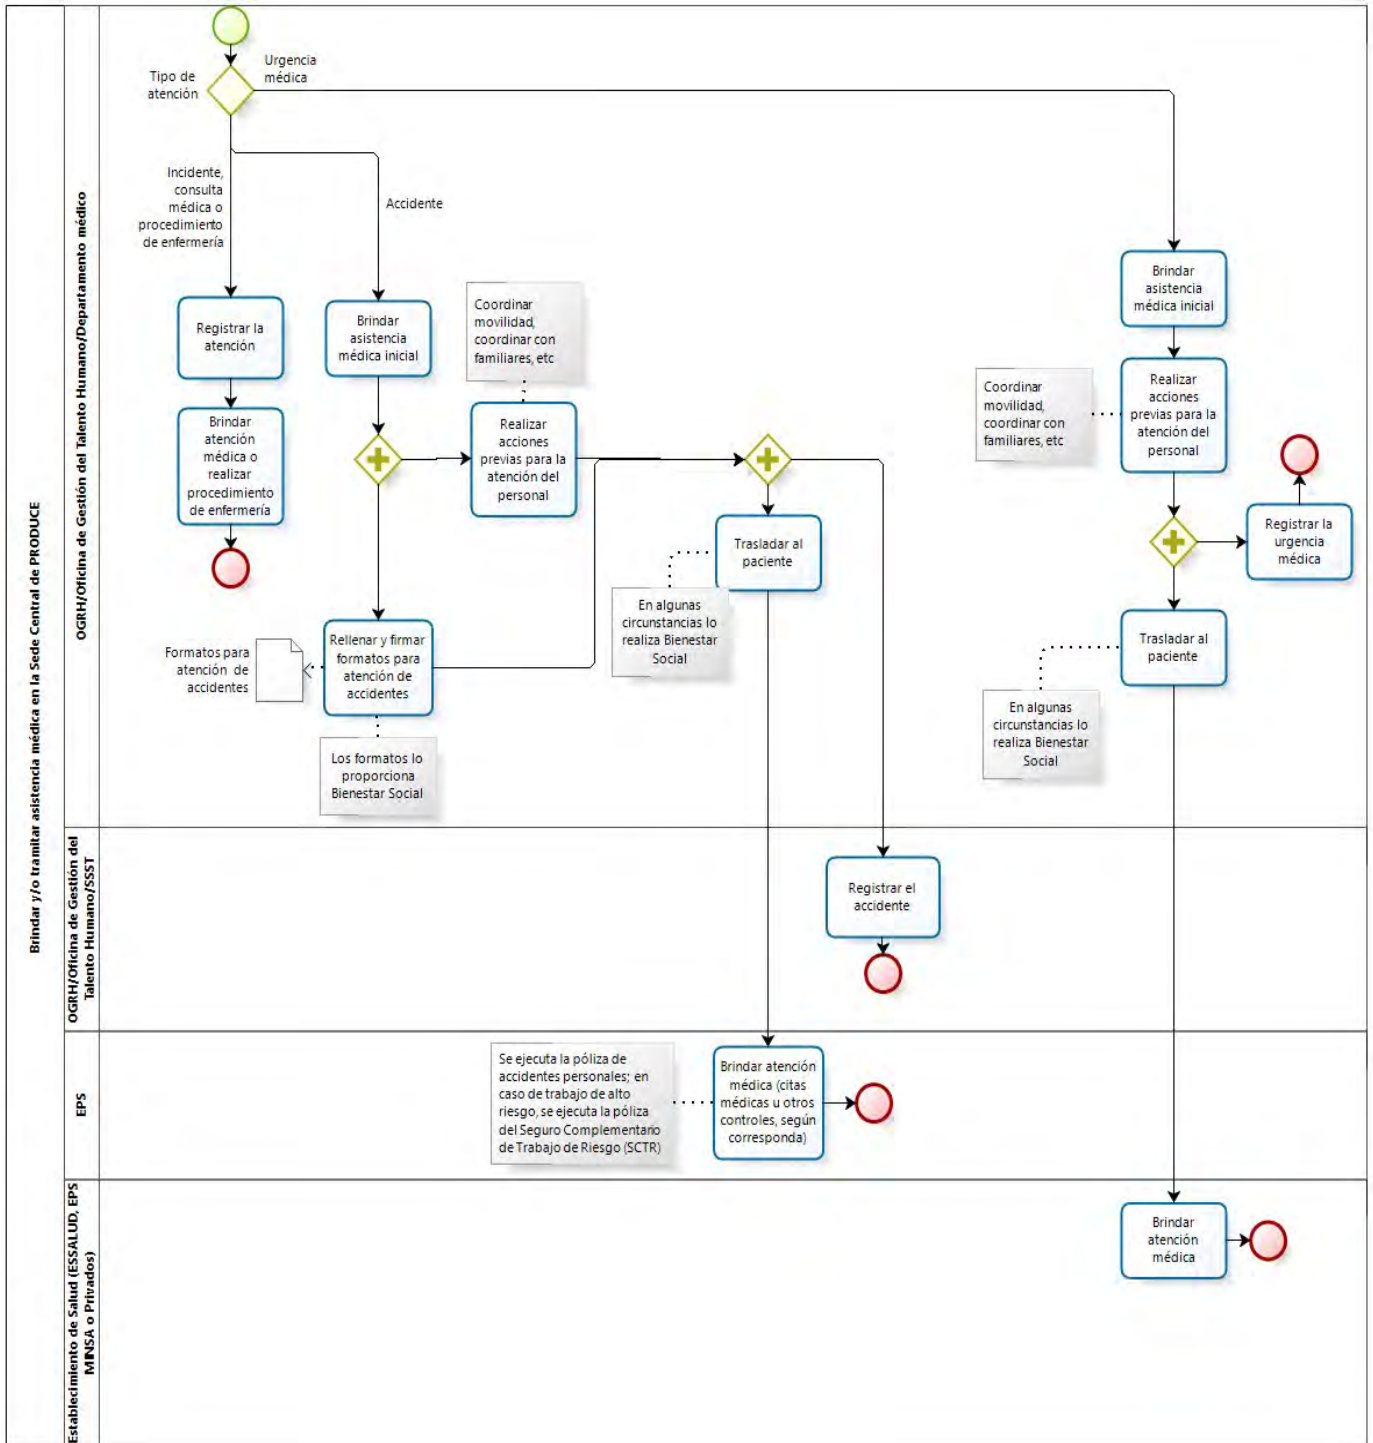 Brindar y/o tramitar asistencia médica en la Sede Central de PRODUCE
OGRH/Oficina de Gestión del Talento Humano/Departamento médico
Tipo de
atención
Urgencia
médica
Incidente,
consulta
médica o
procedimiento
de enfermería
Accidente
Registrar la
atención
Brindar
atención
médica o
realizar
procedimiento
de enfermería
Brindar
asistencia
médica inicial
Coordinar
movilidad,
coordinar con
familiares, etc
Realizar
acciones
previas para la
atención del
personal
Formatos para
atención de
accidentes
Rellenar y firmar
formatos para
atención de
accidentes
Los formatos lo
proporciona
Bienestar Social
Trasladar al
paciente
En algunas
circunstancias lo
realiza Bienestar
Social
Brindar
asistencia
médica inicial
Coordinar
movilidad,
coordinar con
familiares, etc
Realizar
acciones
previas para la
atención del
personal
Registrar la
urgencia
médica
Trasladar al
paciente
En algunas
circunstancias lo
realiza Bienestar
Social
OGRH/Oficina de Gestión del
Talento Humano/SSST
Registrar el
accidente
EPS
Se ejecuta la póliza de
accidentes personales; en
caso de trabajo de alto
riesgo, se ejecuta la póliza
del Seguro Complementario
de Trabajo de Riesgo (SCTR)
Brindar atención
médica (citas
médicas u otros
controles, según
corresponda)
Establecimiento de Salud (ESSALUD, EPS
MINSA o Privados)
Brindar
atención
médica